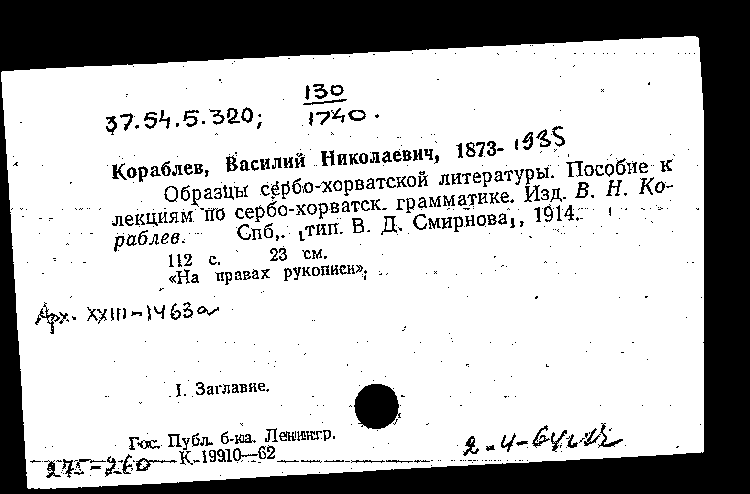 130
37.54.5.320; 1740.
Кораблев, Василий Николаевич, 1873-1935
Образцы сербо-хорватской литературы. Пособие к
лекциям по сербо-хорватск. грамматике. Изд. В. Н. Ко-
раблев. Спб., [тип. В. Д. Смирнова], 1914.
112 с. 23 см.
«На правах рукописи».
Арх. XXIII-1463а
I. Заглавие.
Гос. Публ. б-ка. Ленингр.
275-260 К-19910—62
2-4-64